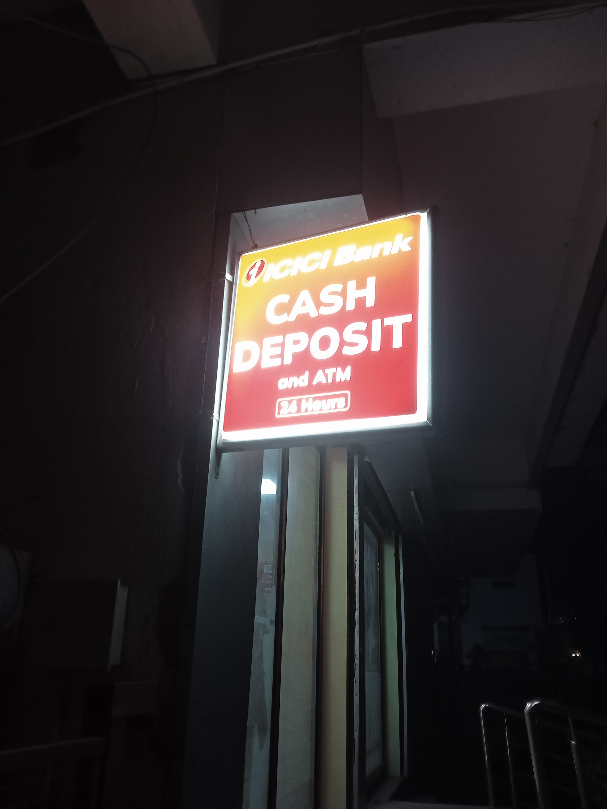 ICICI Bank
CASH
DEPOSIT
and ATM
24 Hours